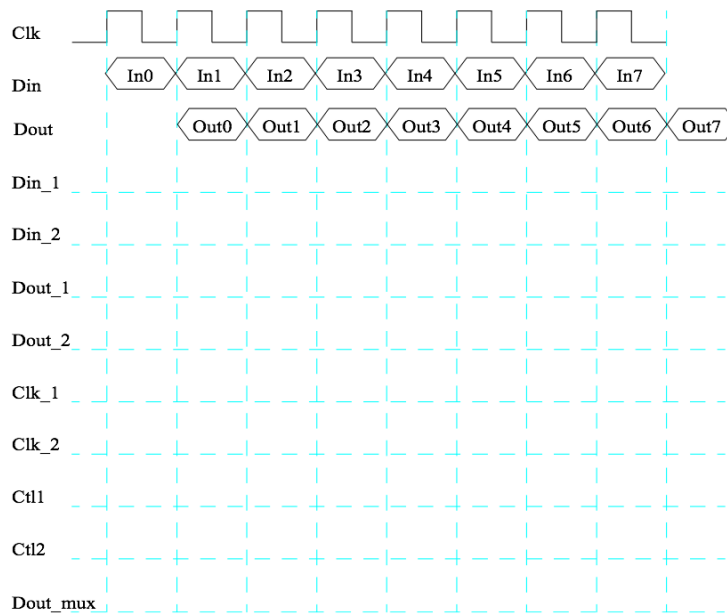 Clk
Din In0 In1 In2 In3 In4 In5 In6 In7
Dout Out0 Out1 Out2 Out3 Out4 Out5 Out6 Out7
Din_1
Din_2
Dout_1
Dout_2
Clk_1
Clk_2
Ctl1
Ctl2
Dout_mux